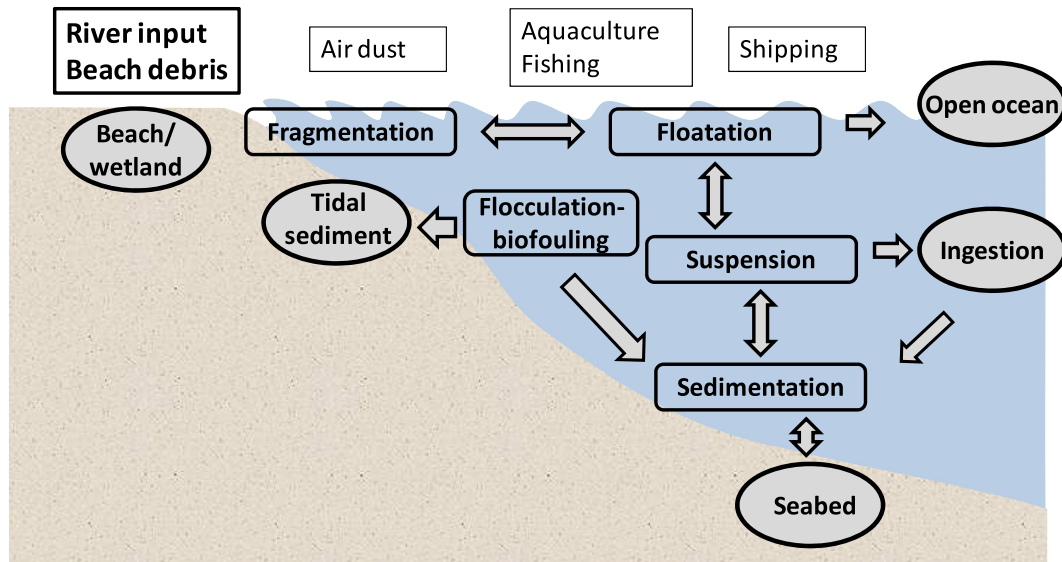 River input
Beach debris
Air dust
Aquaculture
Fishing
Shipping
Open ocean
Beach/
wetland
Fragmentation
Floatation
Tidal
sediment
Flocculation-
biofouling
Suspension
Ingestion
Sedimentation
Seabed